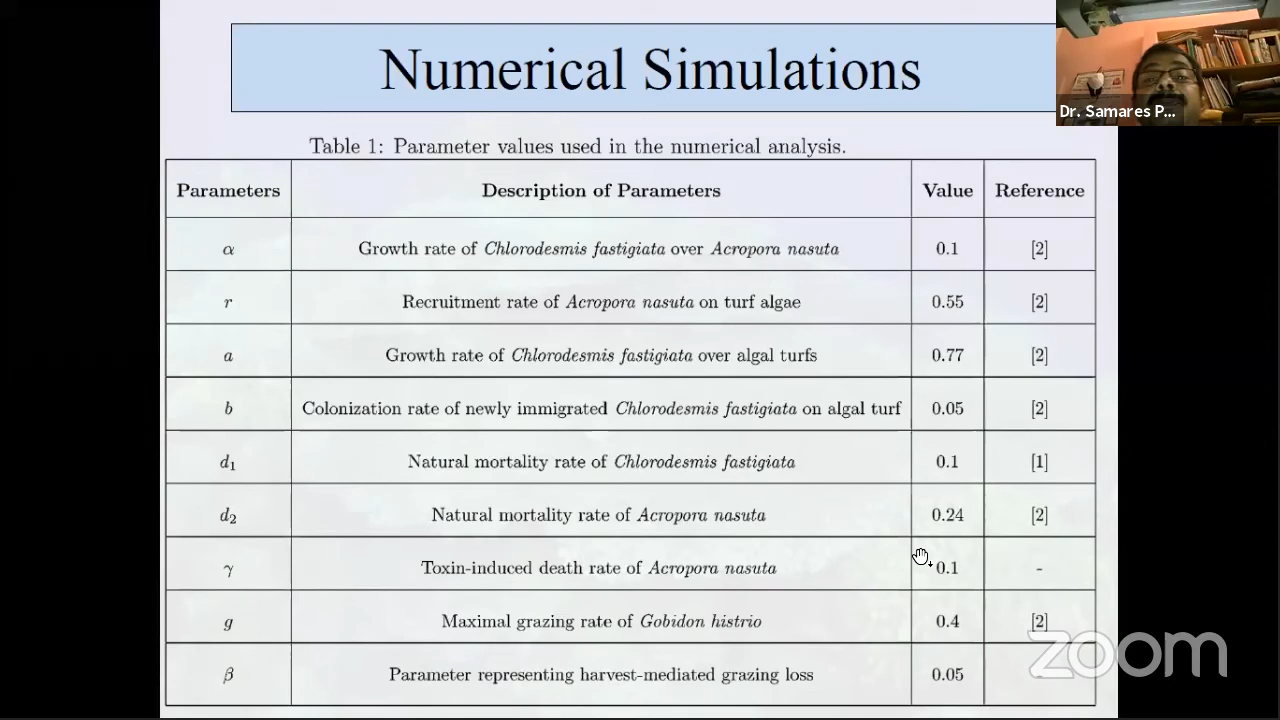 Numerical Simulations
Dr. Samares P...
Table 1: Parameter values used in the numerical analysis.
Parameters Description of Parameters Value Reference
α Growth rate of Chlorodesmis fastigiata over Acropora nasuta 0.1 [2]
r Recruitment rate of Acropora nasuta on turf algae 0.55 [2]
a Growth rate of Chlorodesmis fastigiata over algal turfs 0.77 [2]
b Colonization rate of newly immigrated Chlorodesmis fastigiata on algal turf 0.05 [2]
d₁ Natural mortality rate of Chlorodesmis fastigiata 0.1 [1]
d₂ Natural mortality rate of Acropora nasuta 0.24 [2]
γ Toxin-induced death rate of Acropora nasuta 0.1 -
g Maximal grazing rate of Gobidon histrio 0.4 [2]
β Parameter representing harvest-mediated grazing loss 0.05
zoom